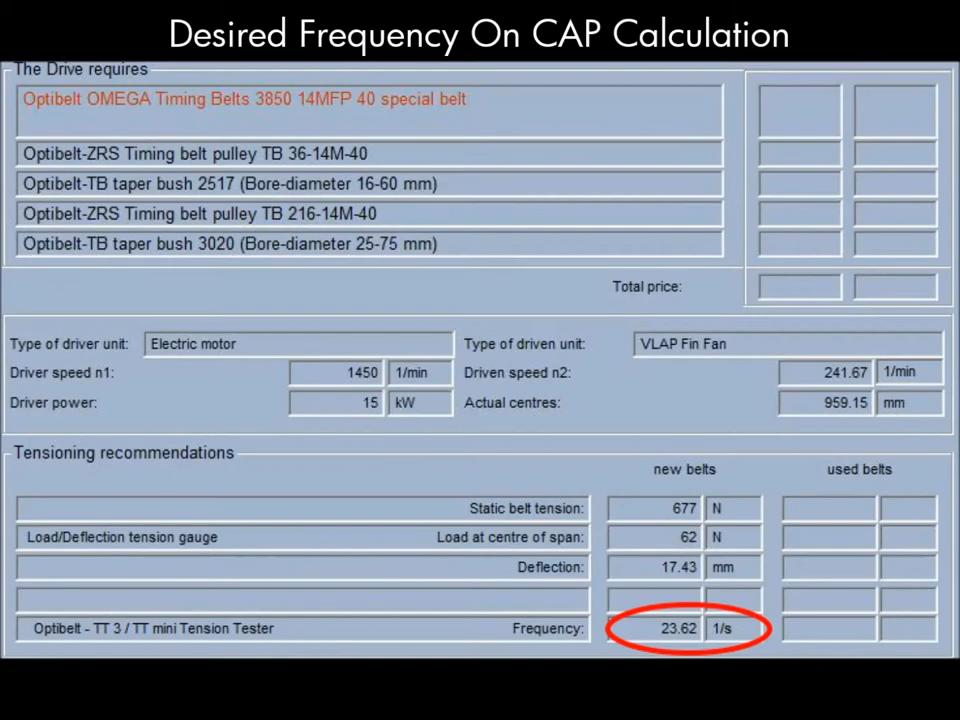 Desired Frequency On CAP Calculation
The Drive requires
Optibelt OMEGA Timing Belts 3850 14MFP 40 special belt
Optibelt-ZRS Timing belt pulley TB 36-14M-40
Optibelt-TB taper bush 2517 (Bore-diameter 16-60 mm)
Optibelt-ZRS Timing belt pulley TB 216-14M-40
Optibelt-TB taper bush 3020 (Bore-diameter 25-75 mm)
Total price:
Type of driver unit: Electric motor Type of driven unit: VLAP Fin Fan
Driver speed n1: 1450 1/min Driven speed n2: 241.67 1/min
Driver power: 15 kW Actual centres: 959.15 mm
Tensioning recommendations
new belts used belts
Static belt tension: 677 N
Load/Deflection tension gauge Load at centre of span: 62 N
Deflection: 17.43 mm
Optibelt - TT 3 / TT mini Tension Tester Frequency: 23.62 1/s